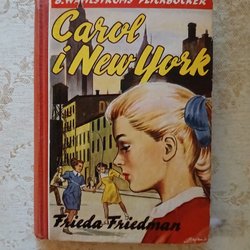 B. WAHLSTRÖMS FLICKBÖCKER
Carol
i New York
Frieda Friedman